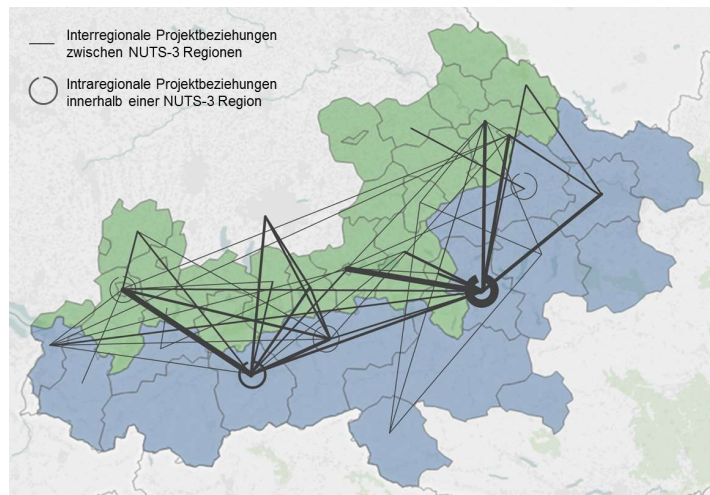 Interregionale Projektbeziehungen
zwischen NUTS-3 Regionen
Intraregionale Projektbeziehungen
innerhalb einer NUTS-3 Region